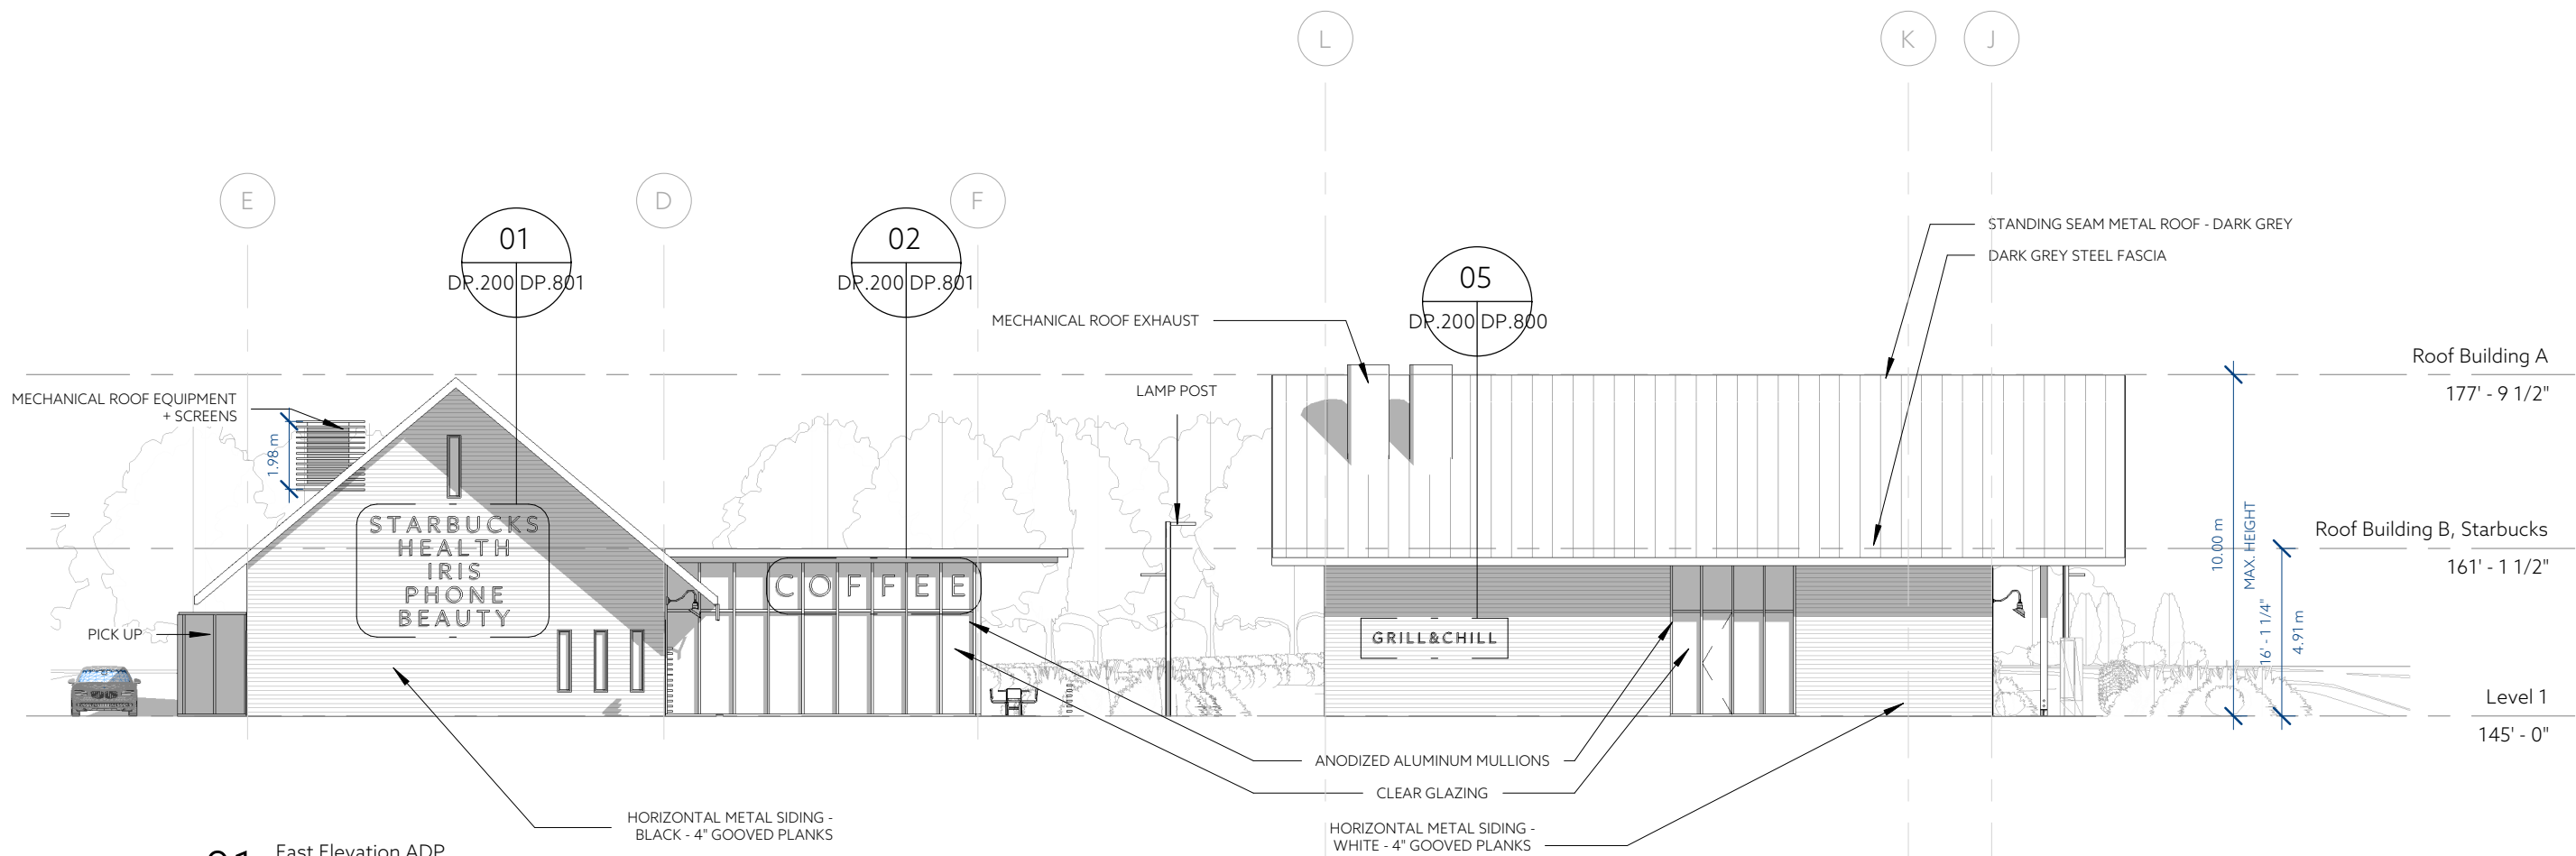 L
K
J
E
D
F
01
DP.200 DP.801
02
DP.200 DP.801
05
DP.200 DP.800
STANDING SEAM METAL ROOF - DARK GREY
DARK GREY STEEL FASCIA
MECHANICAL ROOF EXHAUST
Roof Building A
177' - 9 1/2"
MECHANICAL ROOF EQUIPMENT
+ SCREENS
1.98 m
LAMP POST
STARBUCKS
HEALTH
IRIS
PHONE
BEAUTY
COFFEE
GRILL&CHILL
PICK UP
10.00 m
MAX. HEIGHT
Roof Building B, Starbucks
161' - 1 1/2"
16' - 1 1/4"
4.91 m
Level 1
145' - 0"
ANODIZED ALUMINUM MULLIONS
CLEAR GLAZING
HORIZONTAL METAL SIDING -
BLACK - 4" GOOVED PLANKS
HORIZONTAL METAL SIDING -
WHITE - 4" GOOVED PLANKS
01
East Elevation ADP